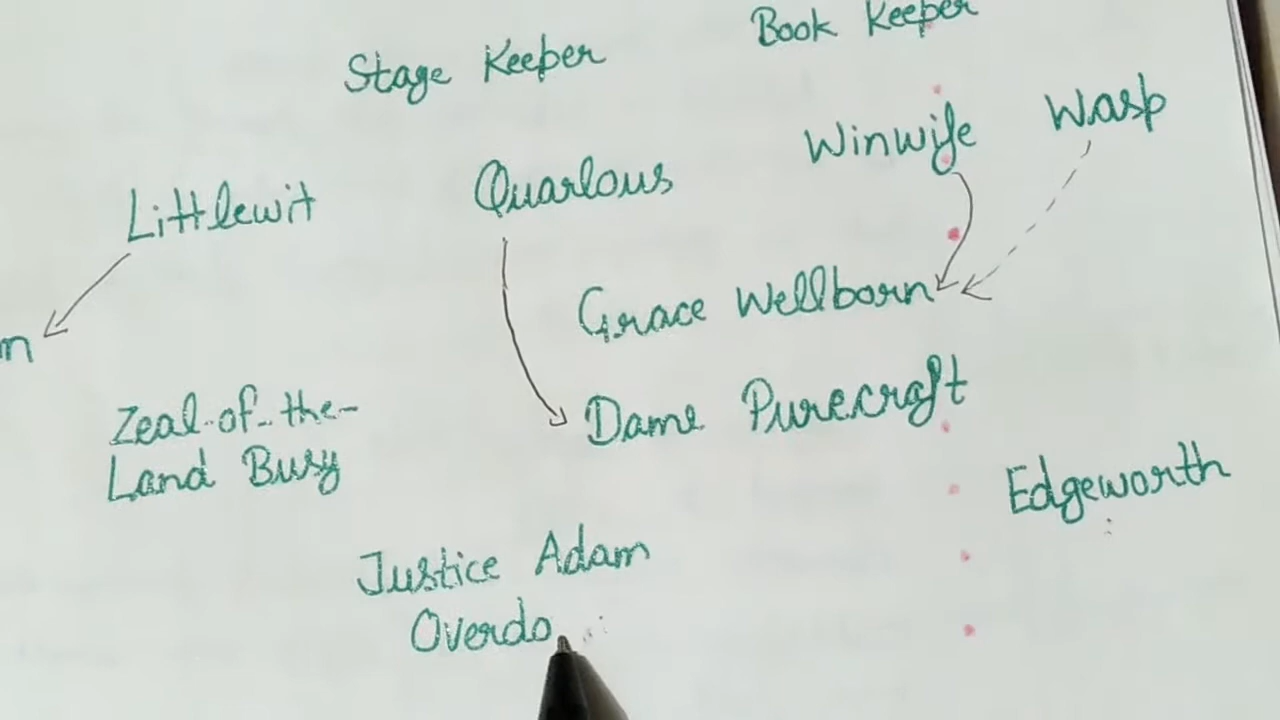 Stage Keeper
Book Keeper
Winwife
Wasp
Littlewit
Quarlous
Grace Wellborn
n
Zeal-of-the-
Land Busy
Dame Purecraft
Edgeworth
Justice Adam
Overdo